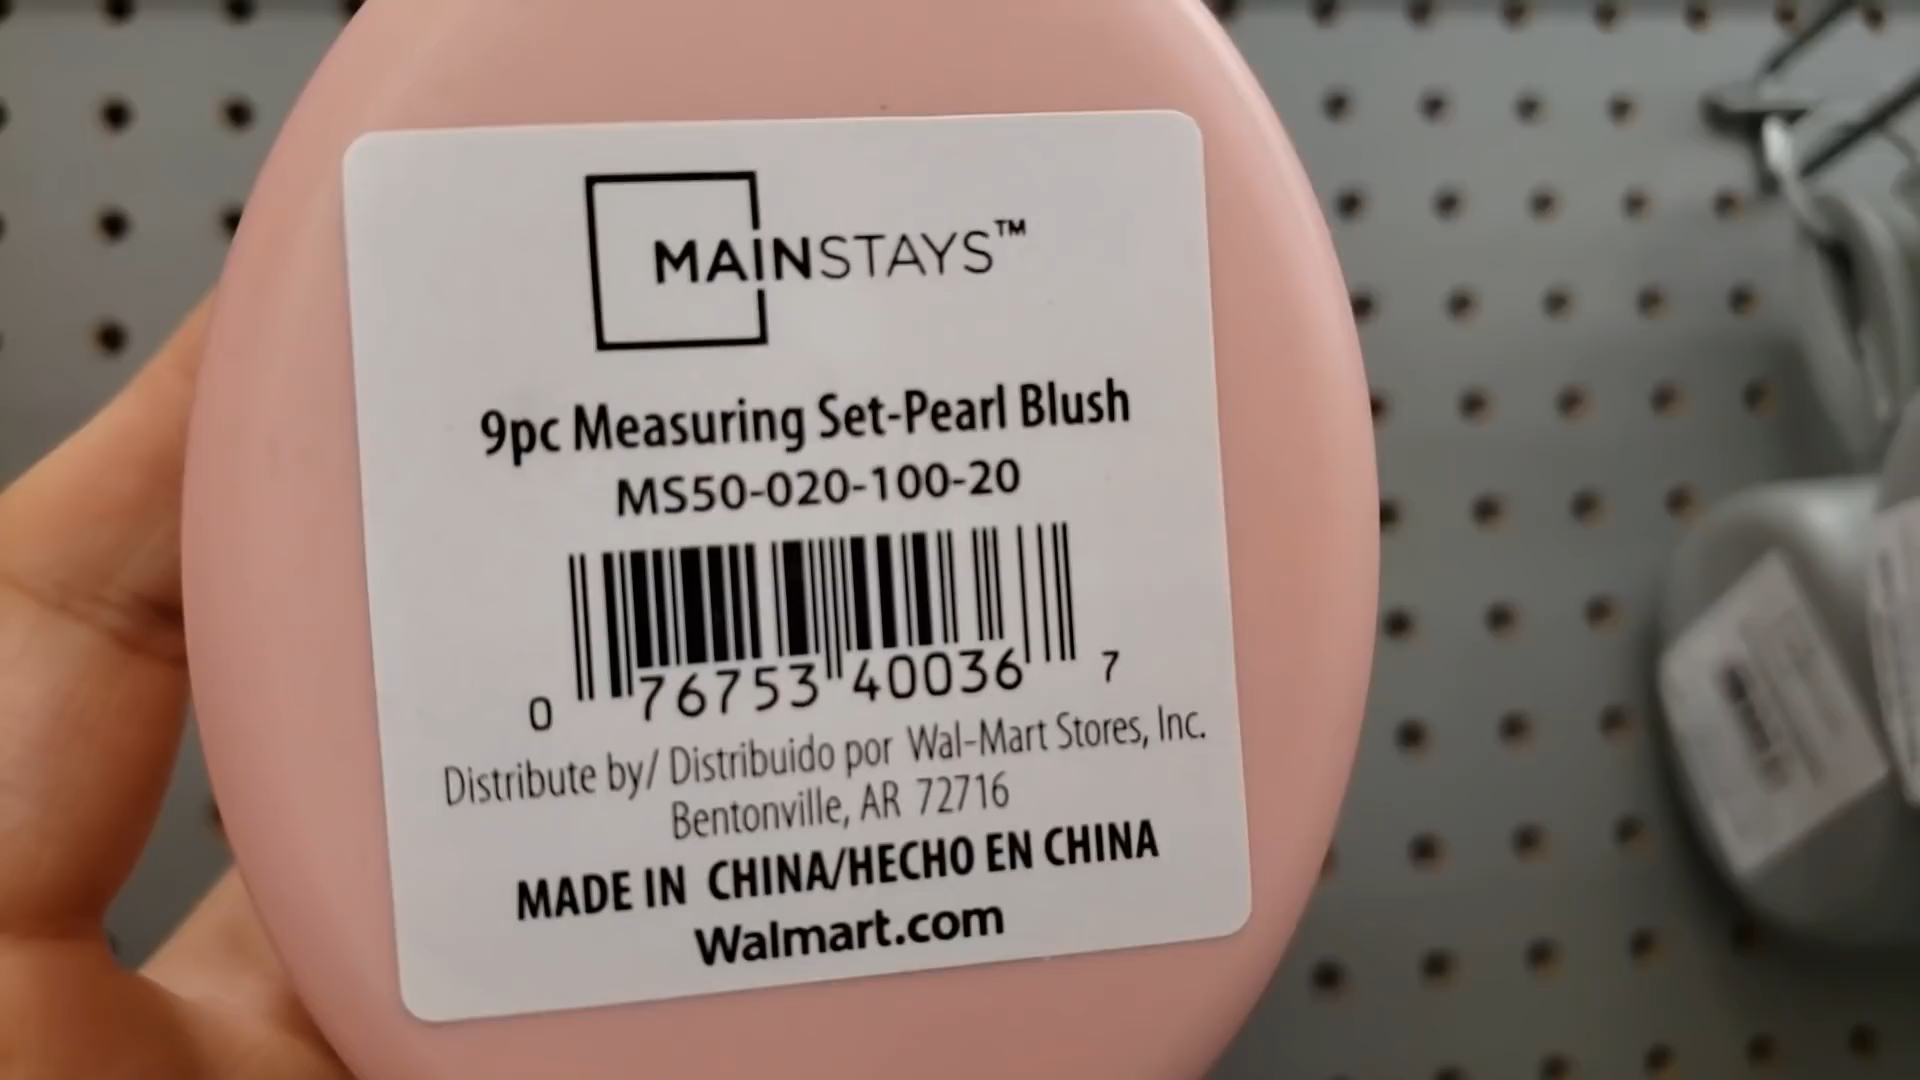 MAINSTAYS™
9pc Measuring Set-Pearl Blush
MS50-020-100-20
0 76753 40036 7
Distribute by/ Distribuido por Wal-Mart Stores, Inc.
Bentonville, AR 72716
MADE IN CHINA/HECHO EN CHINA
Walmart.com